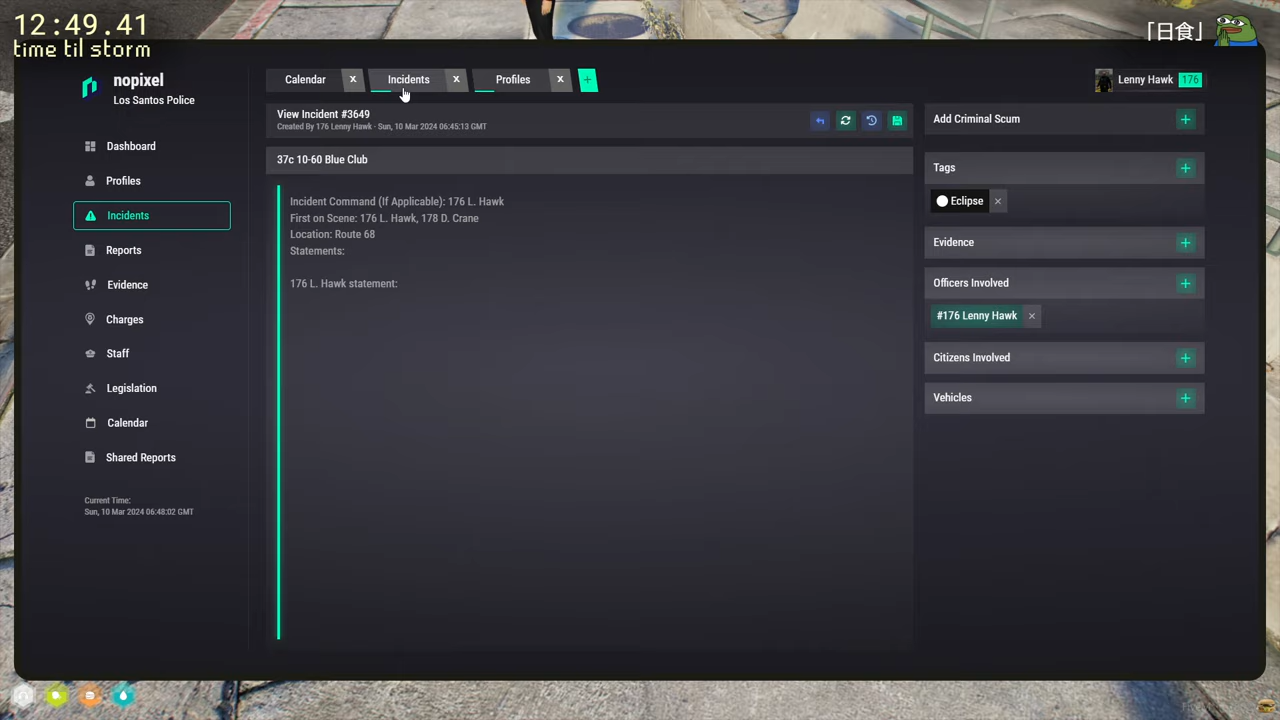 12:49.41
time til storm
「日食」
nopixel
Los Santos Police
Calendar x Incidents x Profiles x +
Lenny Hawk 176
Dashboard
Profiles
Incidents
Reports
Evidence
Charges
Staff
Legislation
Calendar
Shared Reports
Current Time:
Sun, 10 Mar 2024 06:48:02 GMT
View Incident #3649
Created By 176 Lenny Hawk - Sun, 10 Mar 2024 06:45:13 GMT
37c 10-60 Blue Club
Incident Command (If Applicable): 176 L. Hawk
First on Scene: 176 L. Hawk, 178 D. Crane
Location: Route 68
Statements:
176 L. Hawk statement:
Add Criminal Scum +
Tags +
Eclipse ×
Evidence +
Officers Involved +
#176 Lenny Hawk ×
Citizens Involved +
Vehicles +